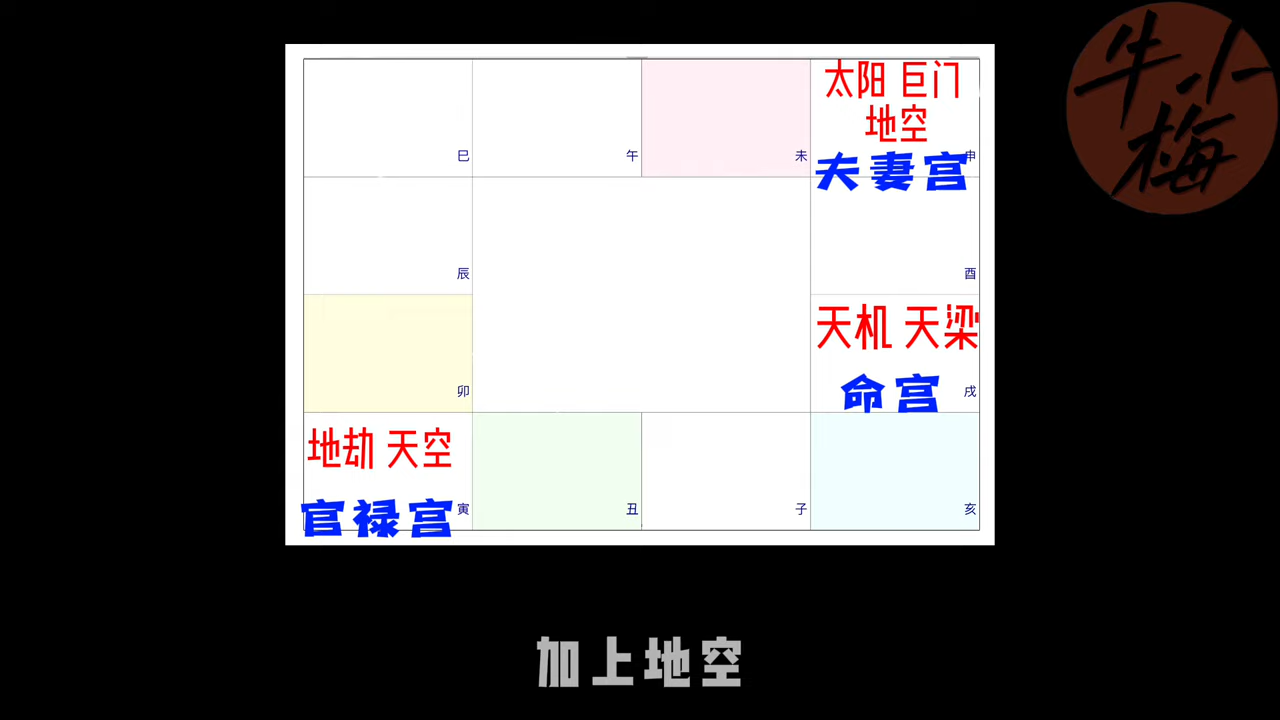 牛小梅
太阳 巨门
地空
夫妻宫
巳
午
未
申
辰
酉
天机 天梁
命宫
卯
戌
地劫 天空
官禄宫
寅
丑
子
亥
加上地空